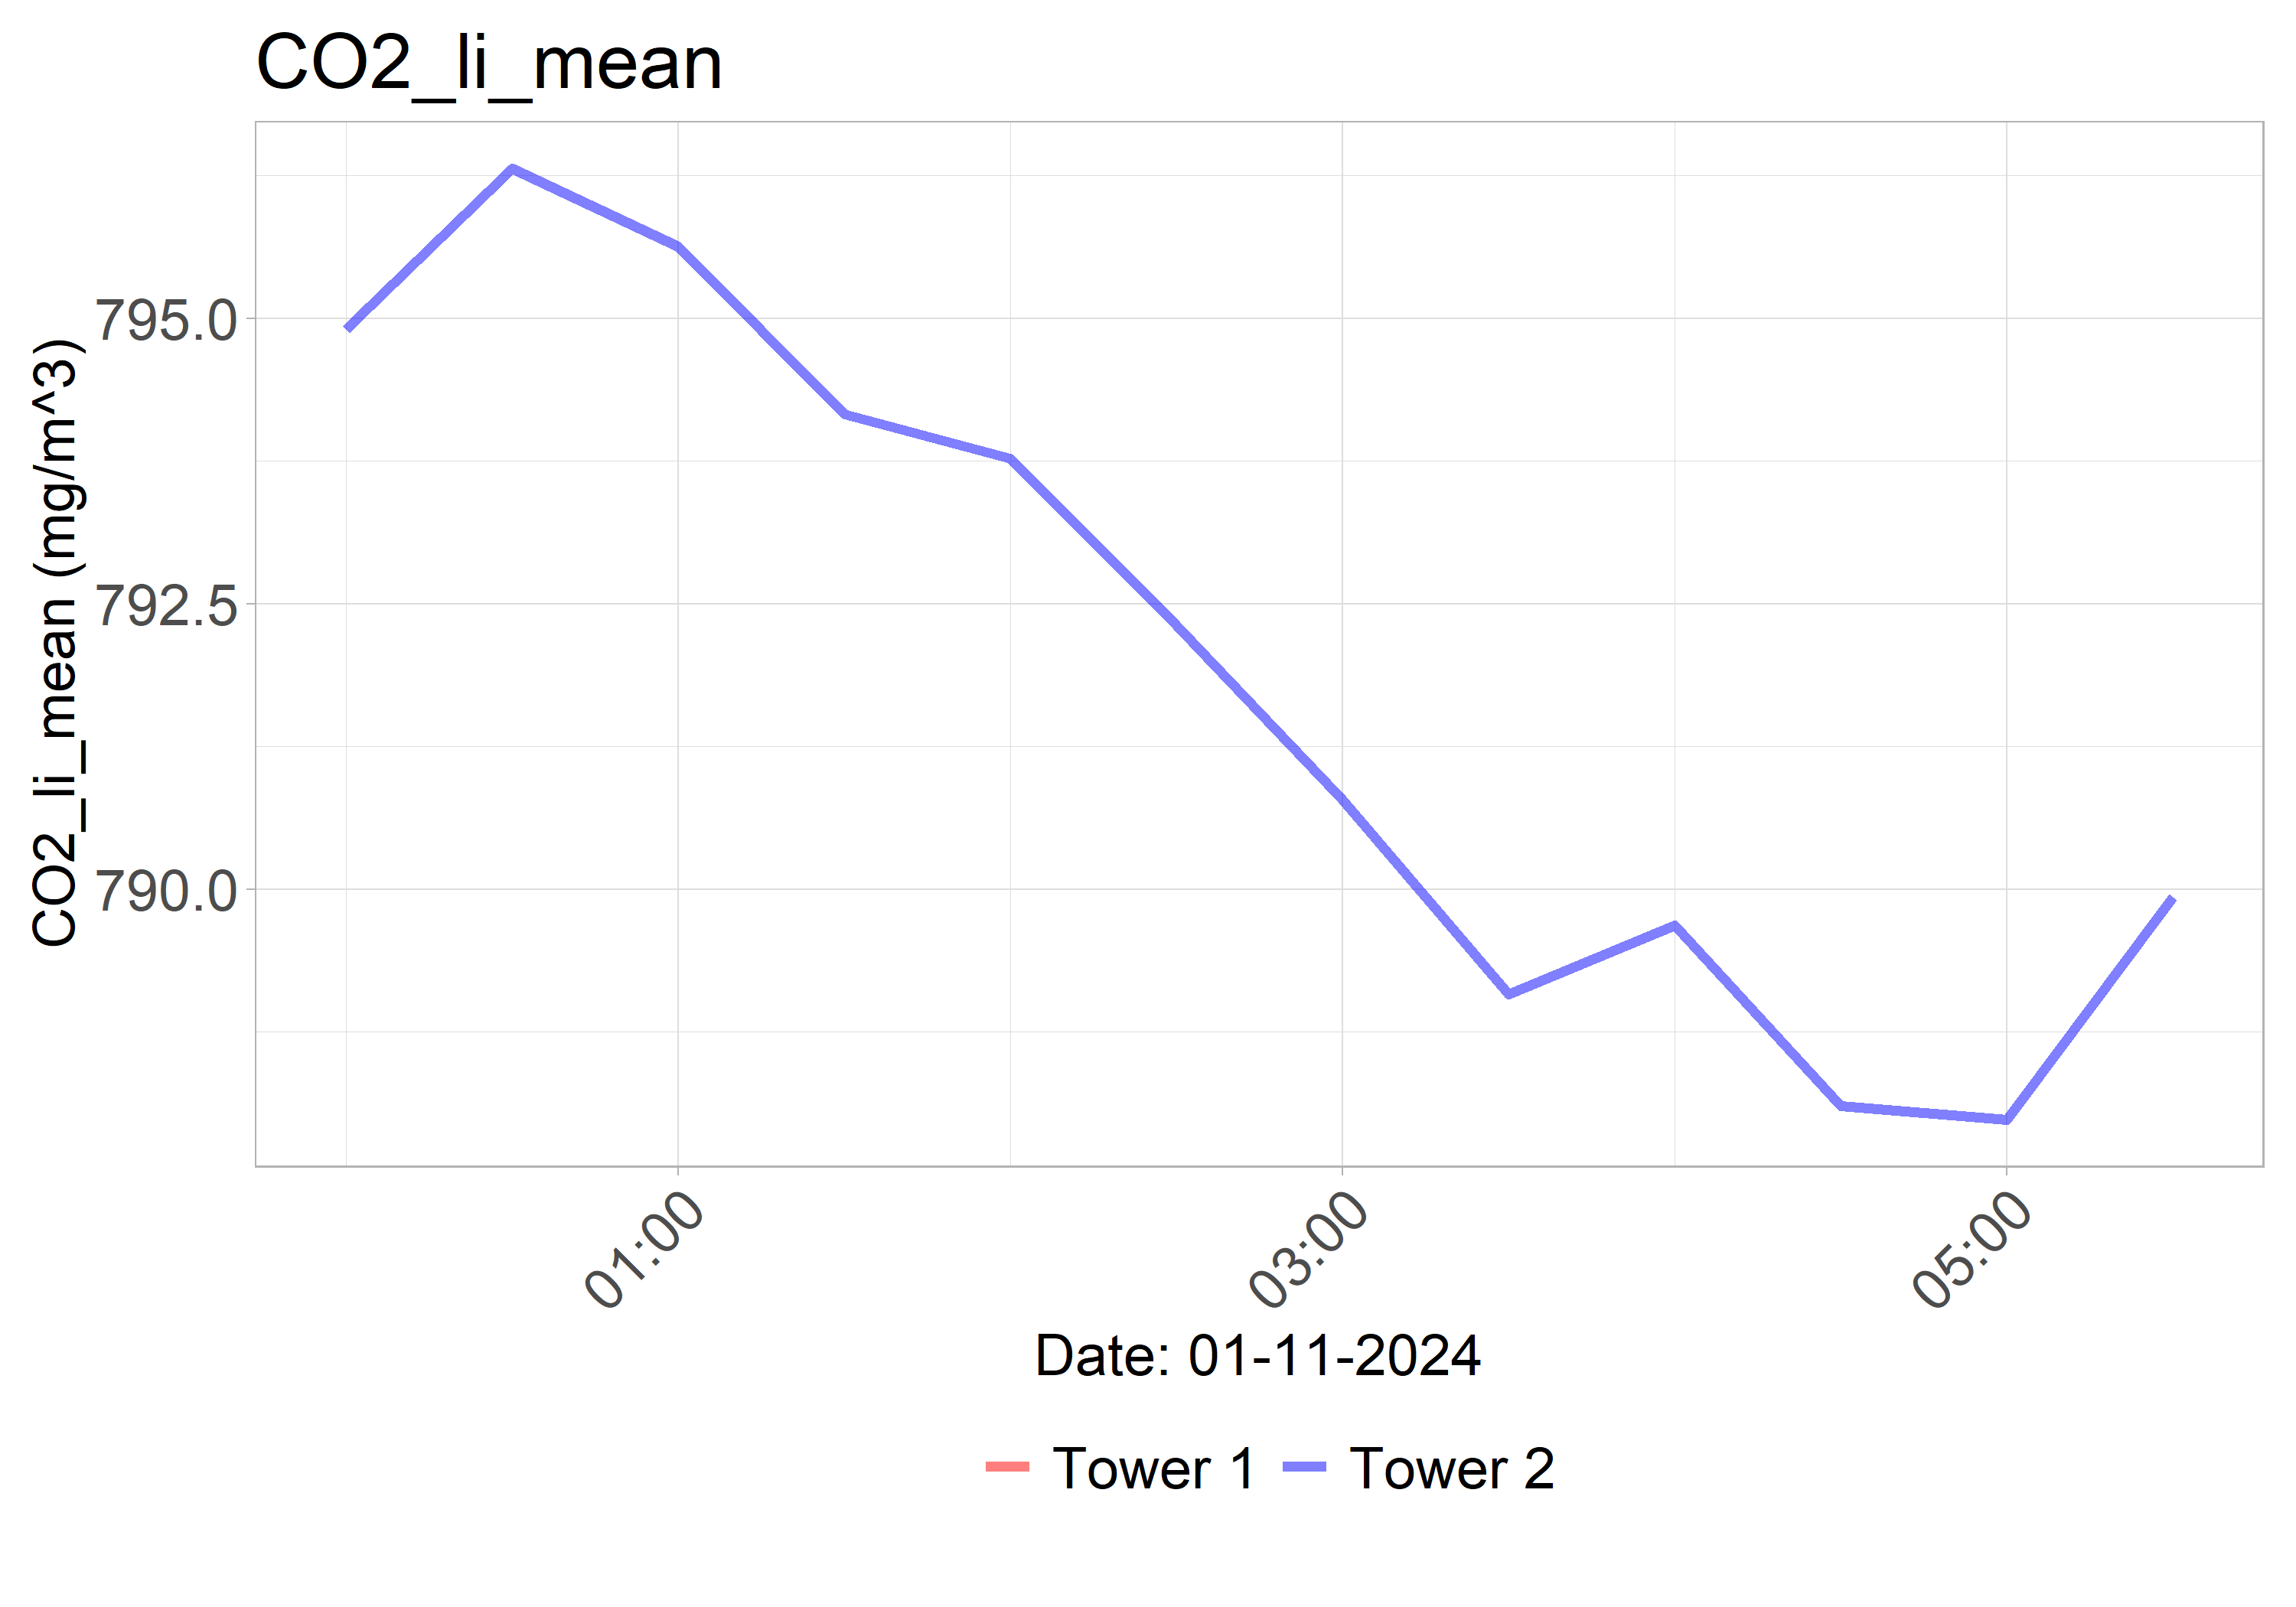 CO2_li_mean
CO2_li_mean (mg/m^3)
795.0
792.5
790.0
01:00
03:00
05:00
Date: 01-11-2024
Tower 1
Tower 2